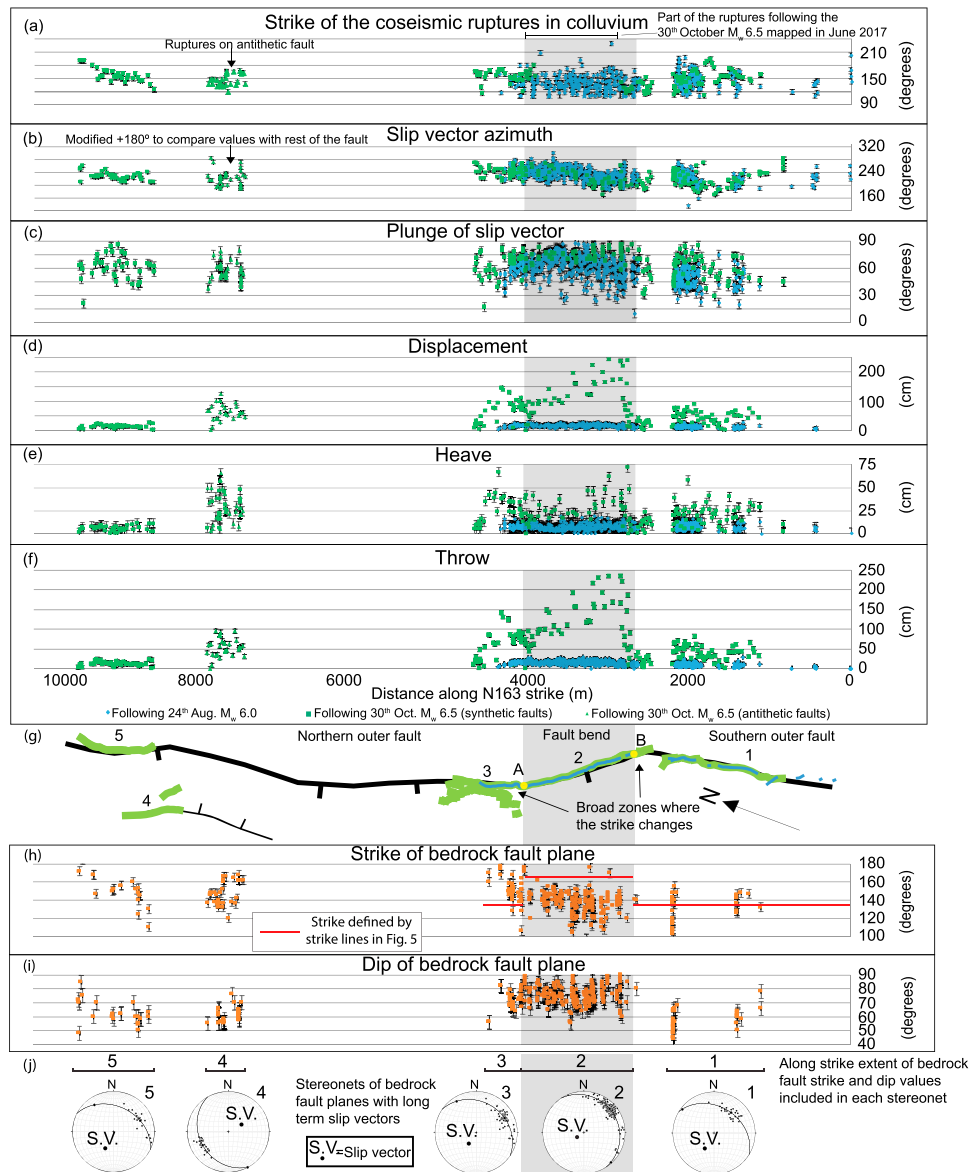 (a)
Strike of the coseismic ruptures in colluvium
Part of the ruptures following the
30th October Mw 6.5 mapped in June 2017
Ruptures on antithetic fault
210
150
90
(degrees)
(b)
Slip vector azimuth
Modified +180º to compare values with rest of the fault
320
240
160
(degrees)
(c)
Plunge of slip vector
90
60
30
0
(degrees)
(d)
Displacement
200
100
0
(cm)
(e)
Heave
75
50
25
0
(cm)
(f)
Throw
250
200
150
100
50
0
(cm)
10000
8000
6000
4000
2000
0
Distance along N163 strike (m)
Following 24th Aug. Mw 6.0
Following 30th Oct. Mw 6.5 (synthetic faults)
Following 30th Oct. Mw 6.5 (antithetic faults)
(g)
5
Northern outer fault
Fault bend
Southern outer fault
A
B
3
2
1
4
Broad zones where
the strike changes
N
(h)
Strike of bedrock fault plane
180
160
140
120
100
(degrees)
Strike defined by
strike lines in Fig. 5
(i)
Dip of bedrock fault plane
90
80
70
60
50
40
(degrees)
(j)
5
4
3
2
1
Along strike extent of bedrock
fault strike and dip values
included in each stereonet
Stereonets of bedrock
fault planes with long
term slip vectors
S.V.=Slip vector
N
5
S.V.
N
4
S.V.
N
3
S.V.
N
2
S.V.
N
1
S.V.